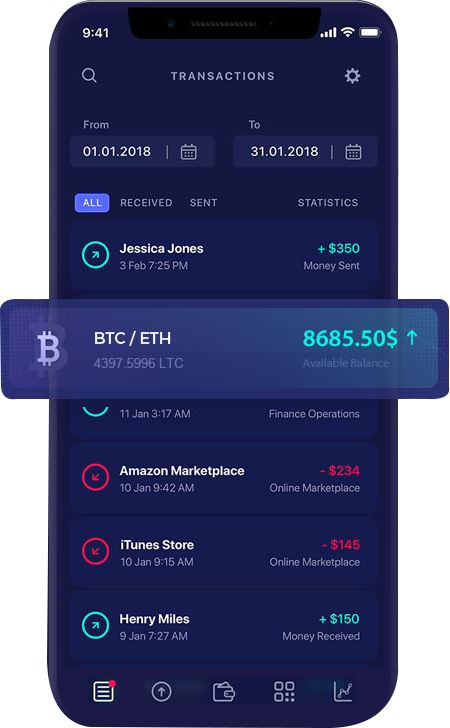 9:41
TRANSACTIONS
From To
01.01.2018 31.01.2018
ALL RECEIVED SENT STATISTICS
Jessica Jones + $350
3 Feb 7:25 PM Money Sent
BTC / ETH 8685.50$
4397.5996 LTC Available Balance
11 Jan 3:17 AM Finance Operations
Amazon Marketplace - $234
10 Jan 9:42 AM Online Marketplace
iTunes Store - $145
10 Jan 9:15 AM Online Marketplace
Henry Miles + $150
9 Jan 7:27 AM Money Received